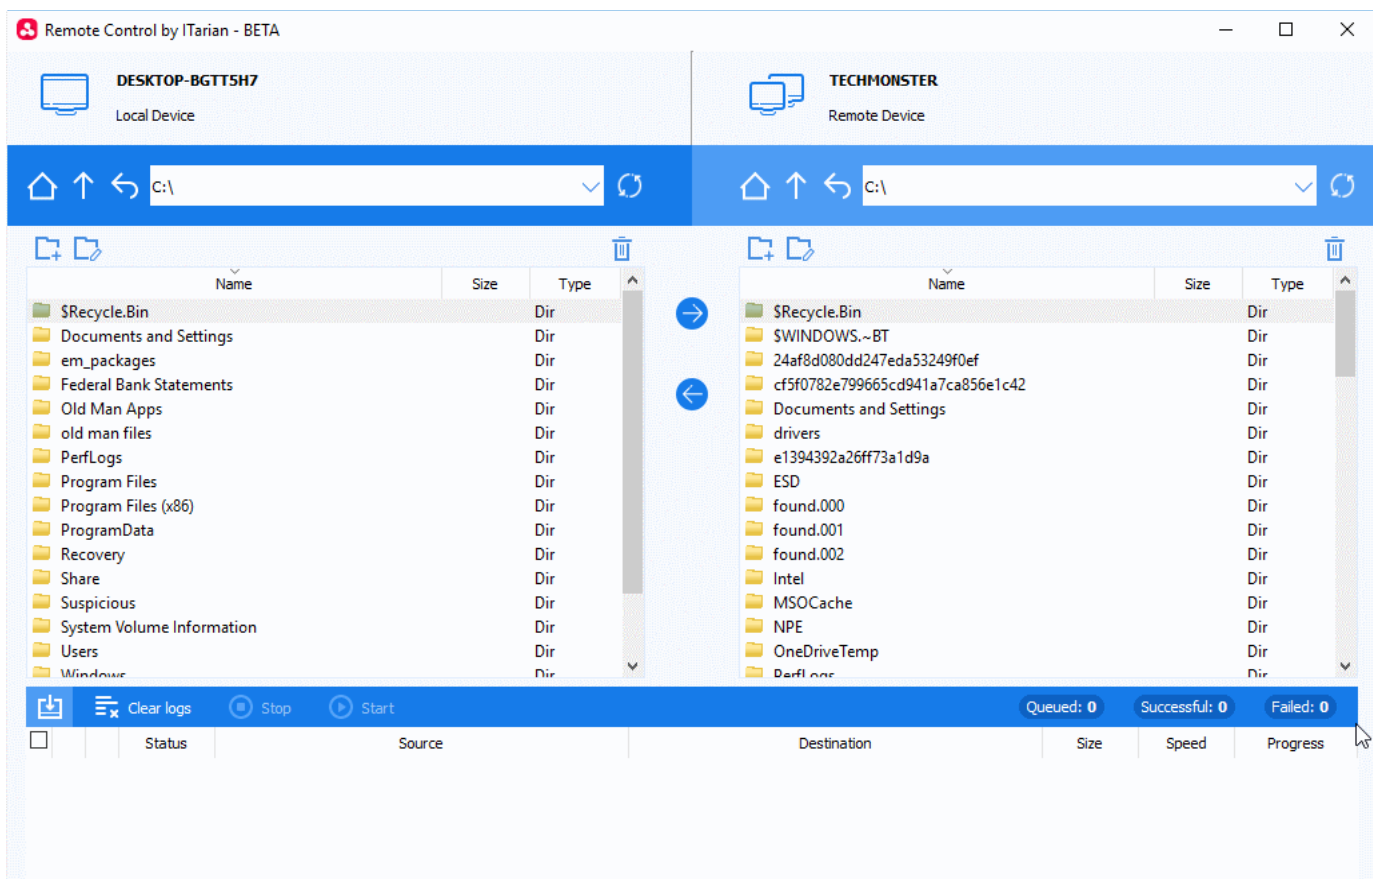 Remote Control by ITarian - BETA
DESKTOP-BGTT5H7
Local Device
TECHMONSTER
Remote Device
C:\
C:\
Name Size Type
$Recycle.Bin Dir
Documents and Settings Dir
em_packages Dir
Federal Bank Statements Dir
Old Man Apps Dir
old man files Dir
PerfLogs Dir
Program Files Dir
Program Files (x86) Dir
ProgramData Dir
Recovery Dir
Share Dir
Suspicious Dir
System Volume Information Dir
Users Dir
Windows Dir
Name Size Type
$Recycle.Bin Dir
$WINDOWS.~BT Dir
24af8d080dd247eda53249f0ef Dir
cf5f0782e799665cd941a7ca856e1c42 Dir
Documents and Settings Dir
drivers Dir
e1394392a26ff73a1d9a Dir
ESD Dir
found.000 Dir
found.001 Dir
found.002 Dir
Intel Dir
MSOCache Dir
NPE Dir
OneDriveTemp Dir
PerfLogs Dir
Clear logs Stop Start Queued: 0 Successful: 0 Failed: 0
Status Source Destination Size Speed Progress